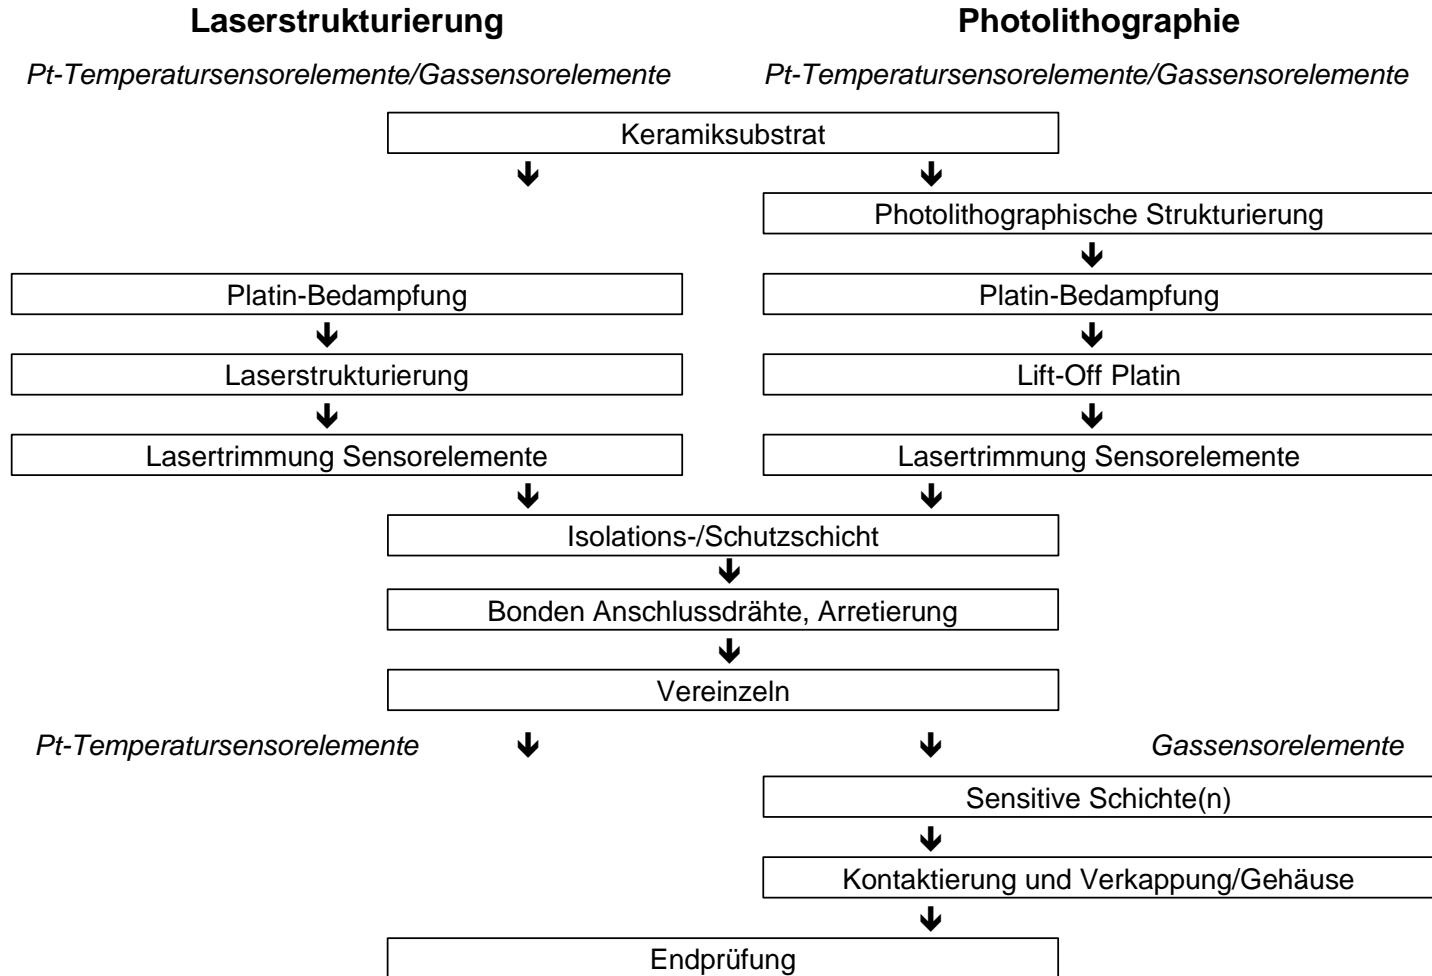 Laserstrukturierung
Photolithographie
Pt-Temperatursensorelemente/Gassensorelemente
Pt-Temperatursensorelemente/Gassensorelemente
Keramiksubstrat
Photolithographische Strukturierung
Platin-Bedampfung
Platin-Bedampfung
Laserstrukturierung
Lift-Off Platin
Lasertrimmung Sensorelemente
Lasertrimmung Sensorelemente
Isolations-/Schutzschicht
Bonden Anschlussdrähte, Arretierung
Vereinzeln
Pt-Temperatursensorelemente
Gassensorelemente
Sensitive Schichte(n)
Kontaktierung und Verkappung/Gehäuse
Endprüfung